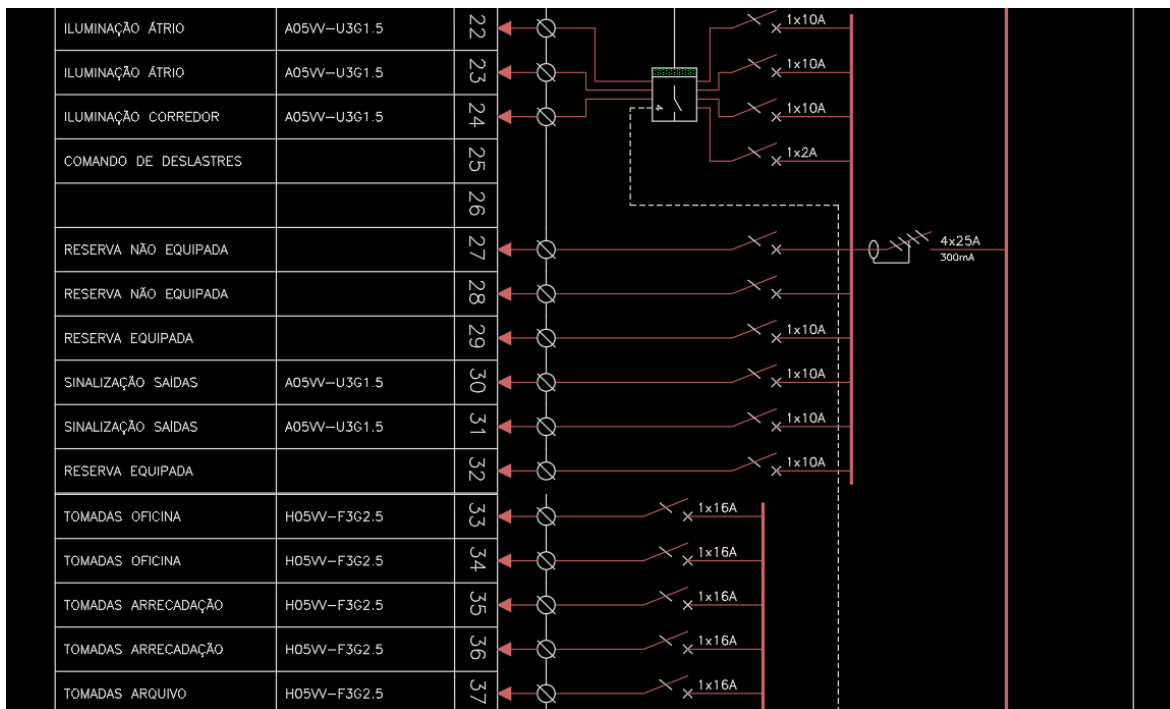 ILUMINAÇÃO ÁTRIO A05VV-U3G1.5 22 1x10A
ILUMINAÇÃO ÁTRIO A05VV-U3G1.5 23 1x10A
ILUMINAÇÃO CORREDOR A05VV-U3G1.5 24 1x10A
COMANDO DE DESLASTRES 25 1x2A
26
RESERVA NÃO EQUIPADA 27 4x25A
300mA
RESERVA NÃO EQUIPADA 28
RESERVA EQUIPADA 29 1x10A
SINALIZAÇÃO SAÍDAS A05VV-U3G1.5 30 1x10A
SINALIZAÇÃO SAÍDAS A05VV-U3G1.5 31 1x10A
RESERVA EQUIPADA 32 1x10A
TOMADAS OFICINA H05VV-F3G2.5 33 1x16A
TOMADAS OFICINA H05VV-F3G2.5 34 1x16A
TOMADAS ARRECADAÇÃO H05VV-F3G2.5 35 1x16A
TOMADAS ARRECADAÇÃO H05VV-F3G2.5 36 1x16A
TOMADAS ARQUIVO H05VV-F3G2.5 37 1x16A